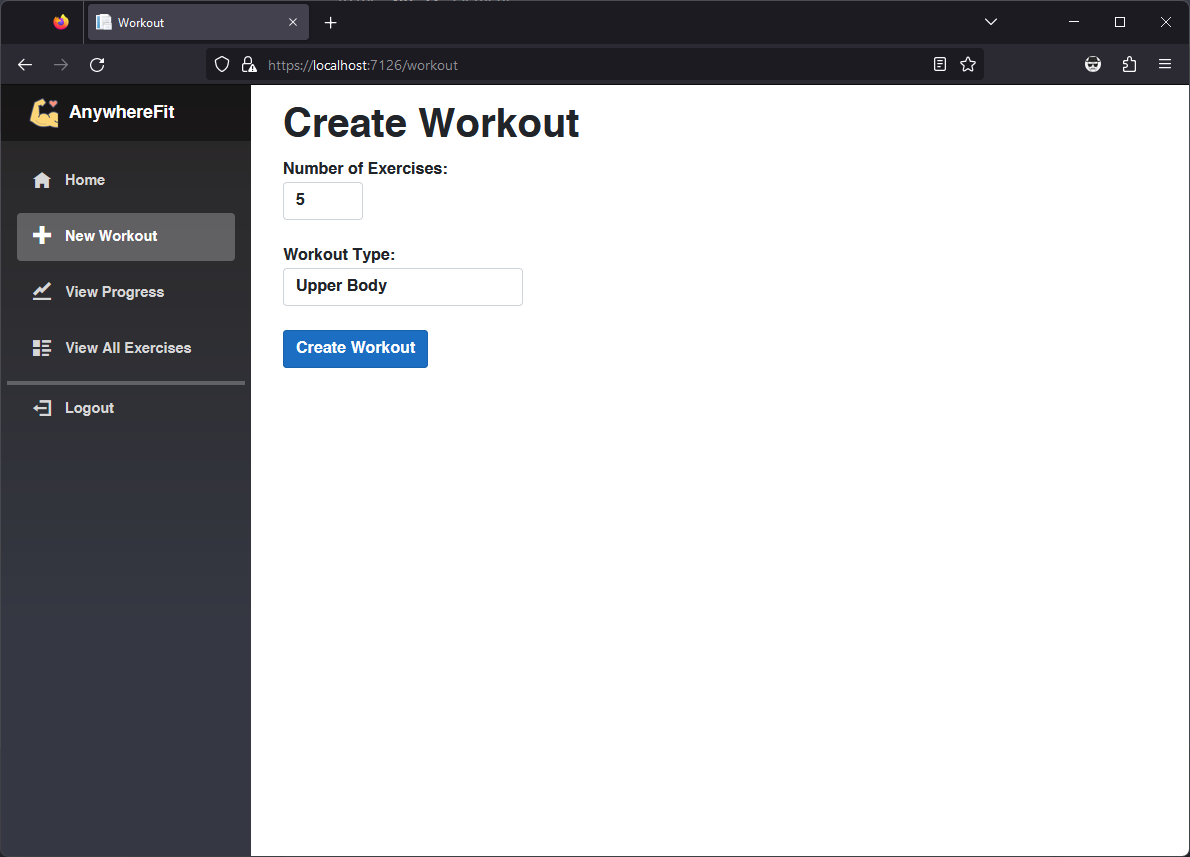 Workout
https://localhost:7126/workout
AnywhereFit
Home
New Workout
View Progress
View All Exercises
Logout
Create Workout
Number of Exercises:
5
Workout Type:
Upper Body
Create Workout